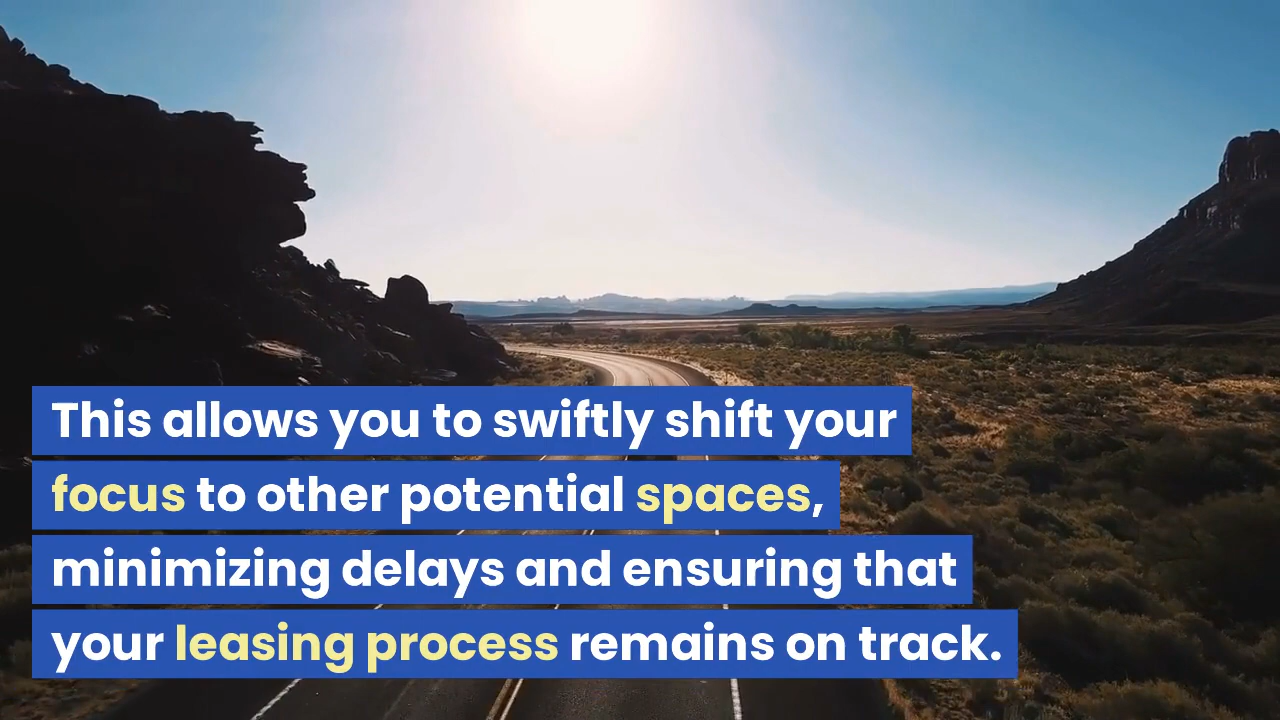 This allows you to swiftly shift your
focus to other potential spaces,
minimizing delays and ensuring that
your leasing process remains on track.